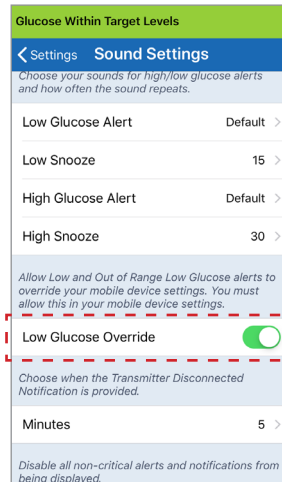 Glucose Within Target Levels
Settings Sound Settings
Choose your sounds for high/low glucose alerts
and how often the sound repeats.
Low Glucose Alert Default
Low Snooze 15
High Glucose Alert Default
High Snooze 30
Allow Low and Out of Range Low Glucose alerts to
override your mobile device settings. You must
allow this in your mobile device settings.
Low Glucose Override
Choose when the Transmitter Disconnected
Notification is provided.
Minutes 5
Disable all non-critical alerts and notifications from
being displayed.